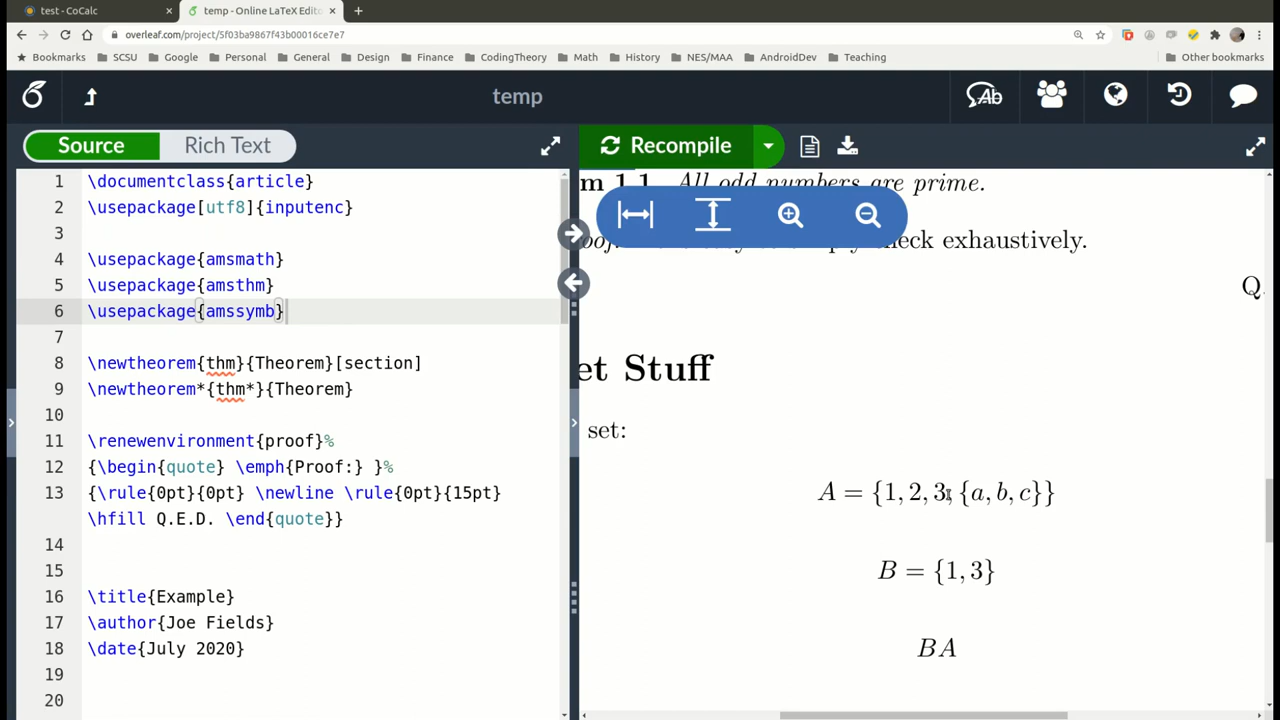 test - CoCalc
temp - Online LaTeX Edito
overleaf.com/project/5f03ba9867f43b00016ce7e7
Bookmarks SCSU Google Personal General Design Finance CodingTheory Math History NES/MAA AndroidDev Teaching Other bookmarks
temp
Source Rich Text Recompile
1 \documentclass{article}
2 \usepackage[utf8]{inputenc}
3
4 \usepackage{amsmath}
5 \usepackage{amsthm}
6 \usepackage{amssymb}
7
8 \newtheorem{thm}{Theorem}[section]
9 \newtheorem*{thm*}{Theorem}
10
11 \renewenvironment{proof}%
12 {\begin{quote} \emph{Proof:} }%
13 {\rule{0pt}{0pt} \newline \rule{0pt}{15pt}
\hfill Q.E.D. \end{quote}}
14
15
16 \title{Example}
17 \author{Joe Fields}
18 \date{July 2020}
19
20
m 1.1 All odd numbers are prime.
check exhaustively.
Q.
et Stuff
set:
A = {1, 2, 3, {a, b, c}}
B = {1, 3}
BA